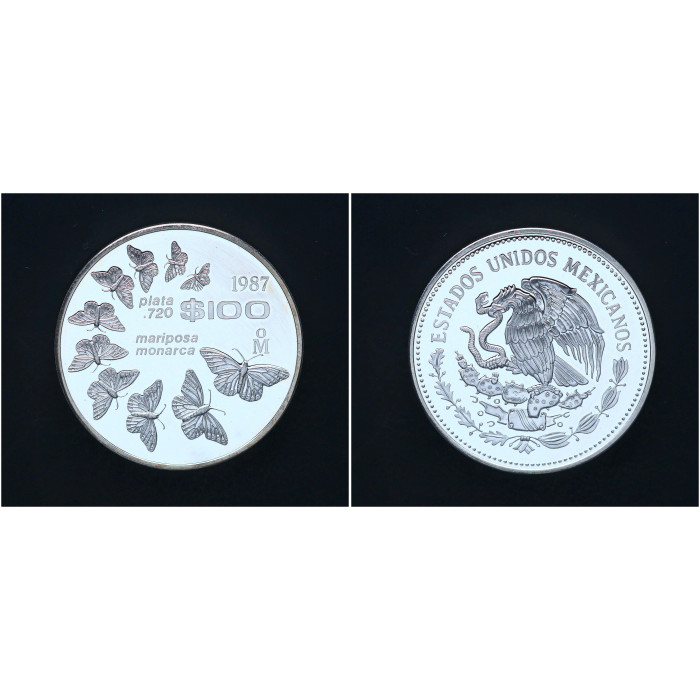 1987
plata $100
.720
Mo
mariposa
monarca
ESTADOS UNIDOS MEXICANOS